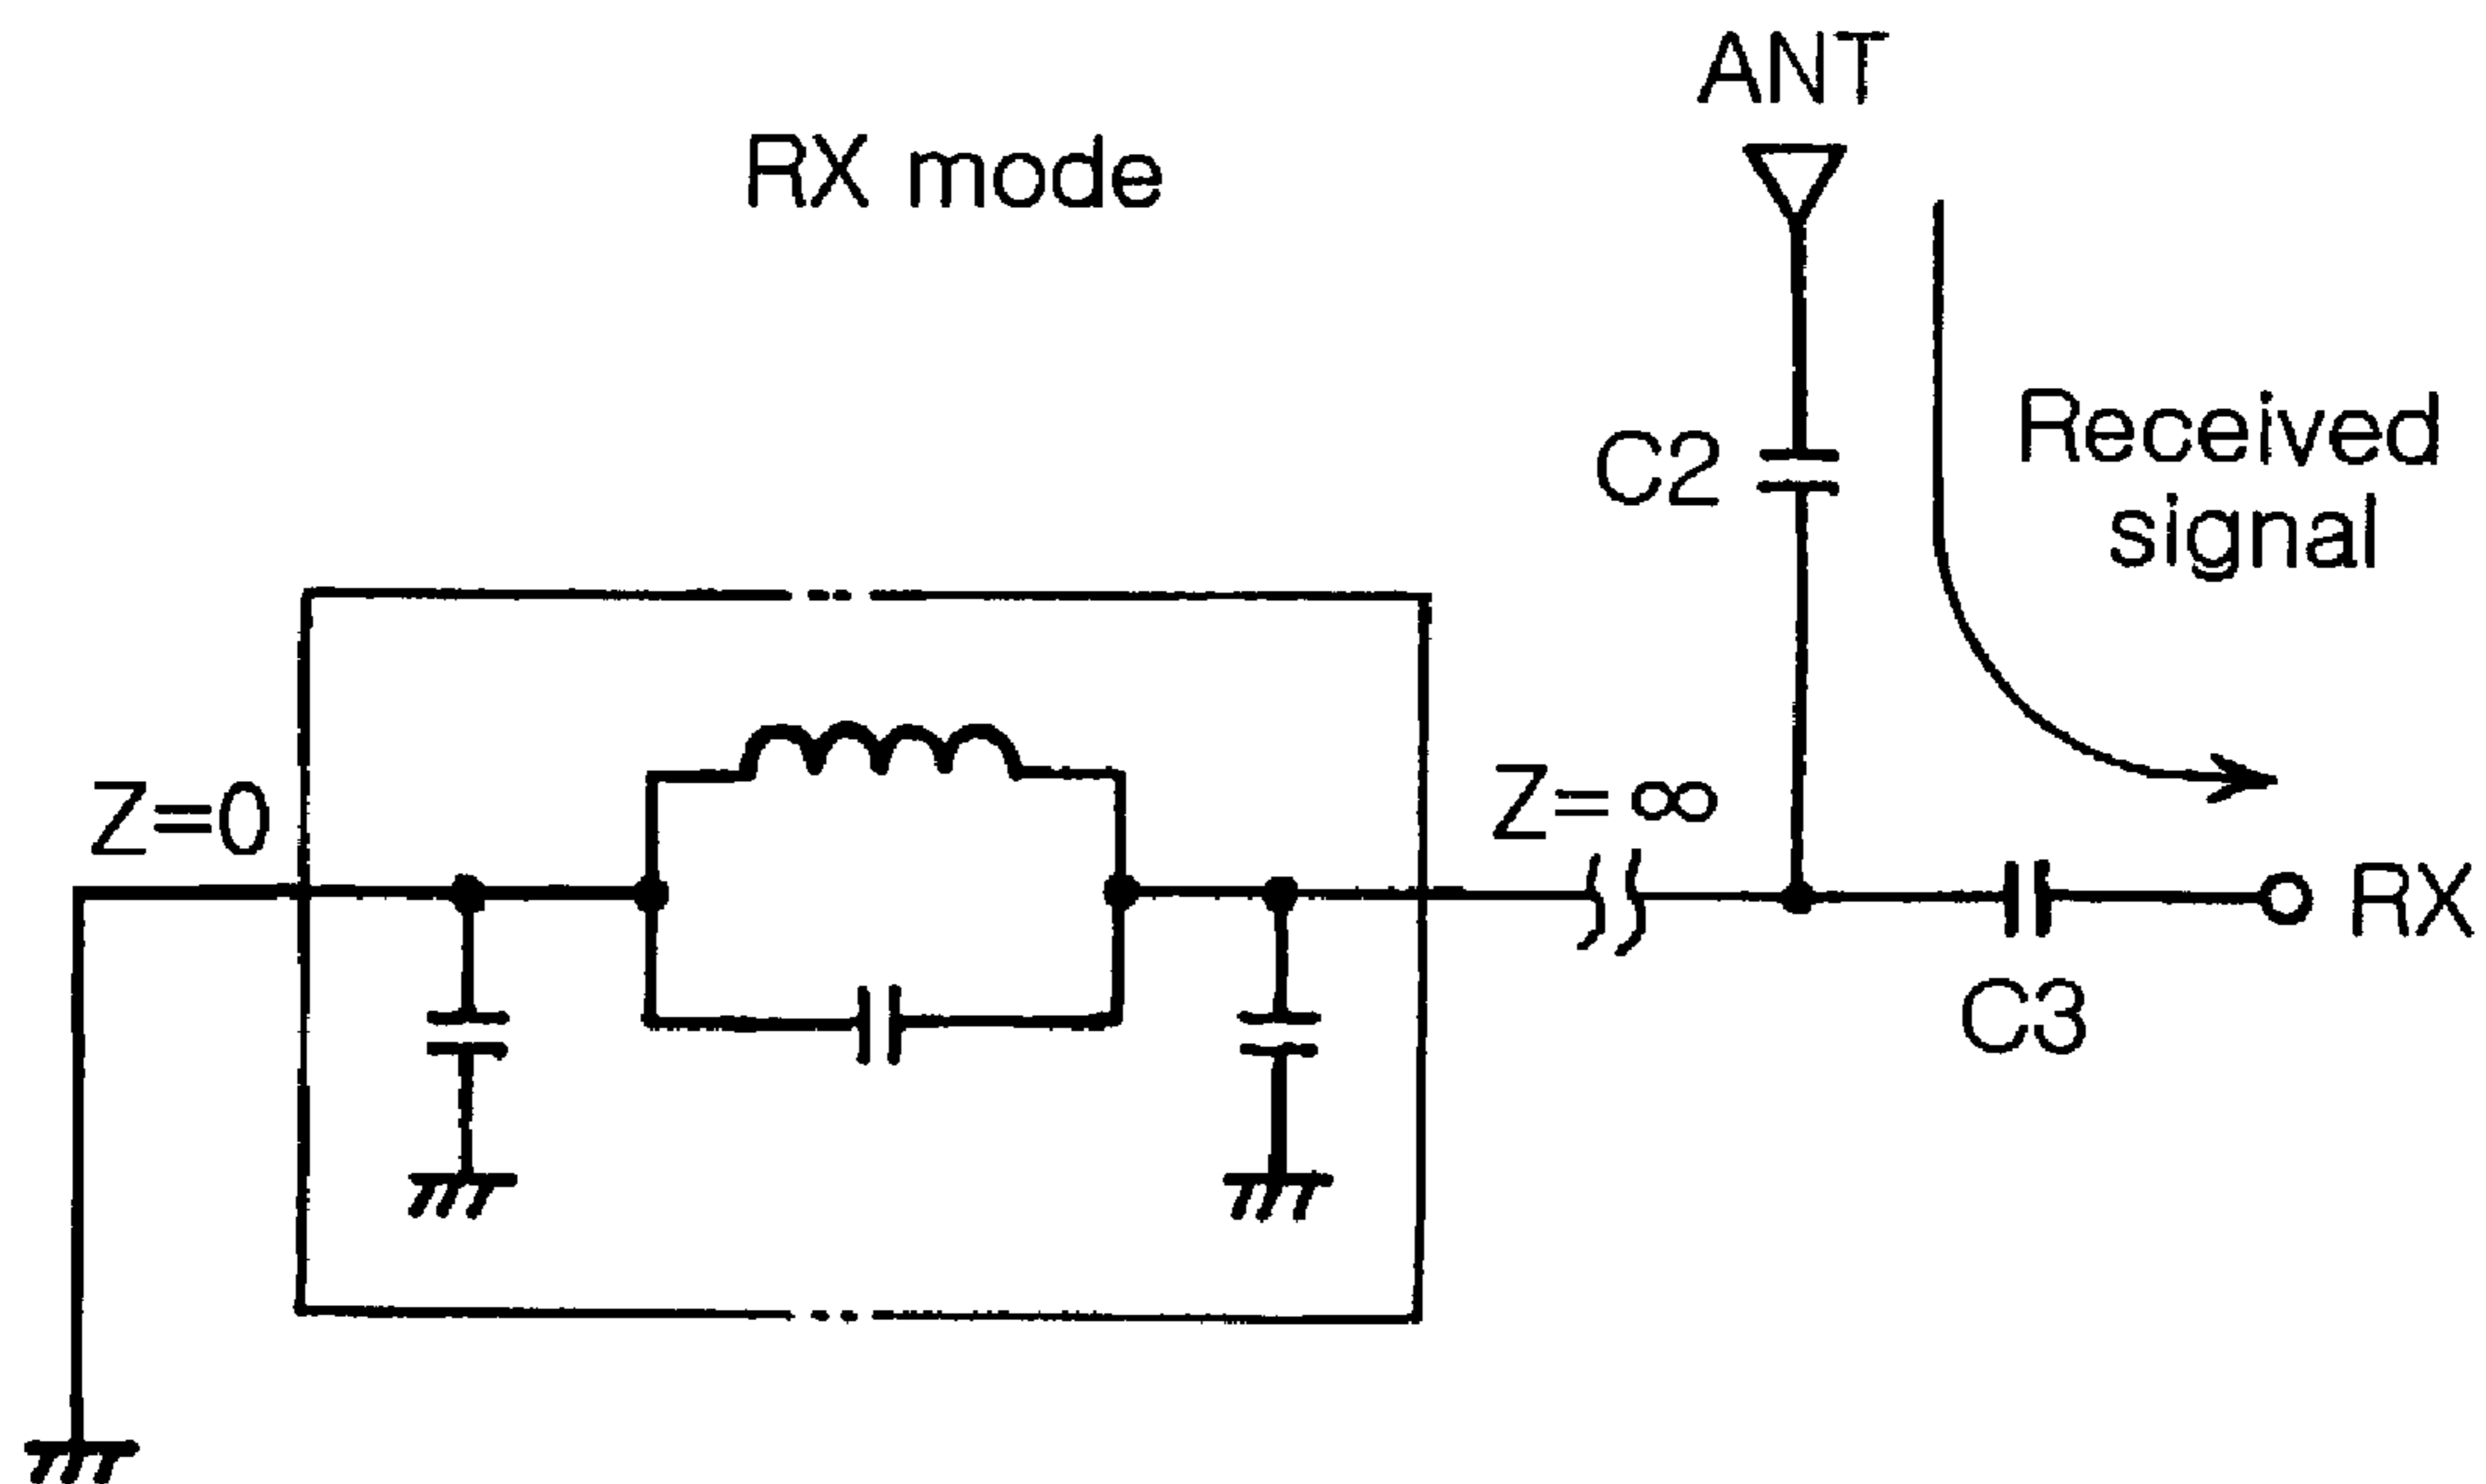 ANT
RX mode
C2
Received
signal
Z=0
Z=∞
RX
C3